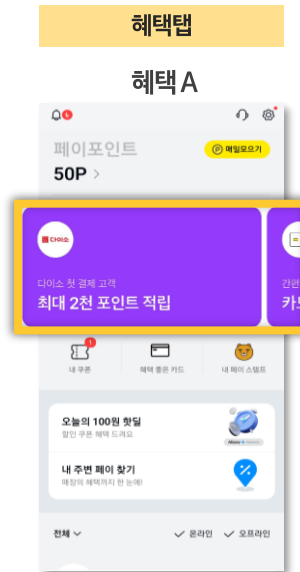 혜택탭
혜택 A
페이포인트
매일모으기
50P >
다이소
다이소 첫 결제 고객
최대 2천 포인트 적립
간편
카드
1
내 쿠폰
혜택 좋은 카드
내 페이 스탬프
오늘의 100원 핫딜
할인 쿠폰 혜택 드려요
내 주변 페이 찾기
매장의 혜택까지 한 눈에!
전체
온라인
오프라인